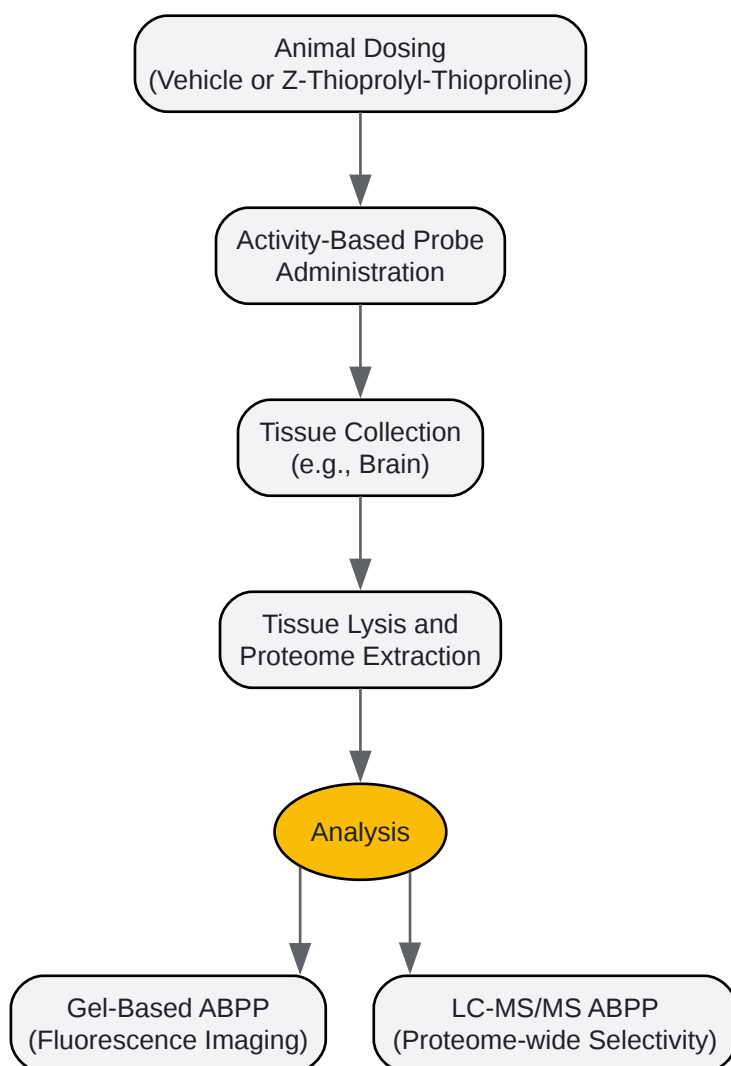 Animal Dosing
(Vehicle or Z-Thioprolyl-Thioproline)
Activity-Based Probe
Administration
Tissue Collection
(e.g., Brain)
Tissue Lysis and
Proteome Extraction
Analysis
Gel-Based ABPP
(Fluorescence Imaging)
LC-MS/MS ABPP
(Proteome-wide Selectivity)